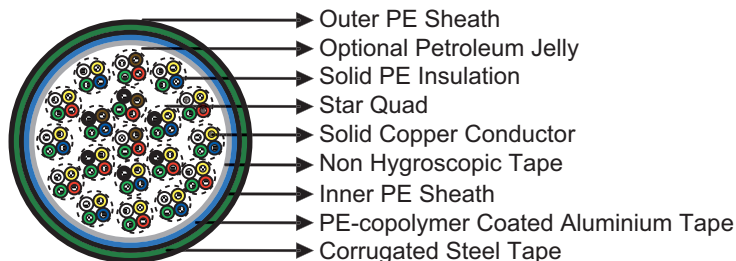 Outer PE Sheath
Optional Petroleum Jelly
Solid PE Insulation
Star Quad
Solid Copper Conductor
Non Hygroscopic Tape
Inner PE Sheath
PE-copolymer Coated Aluminium Tape
Corrugated Steel Tape